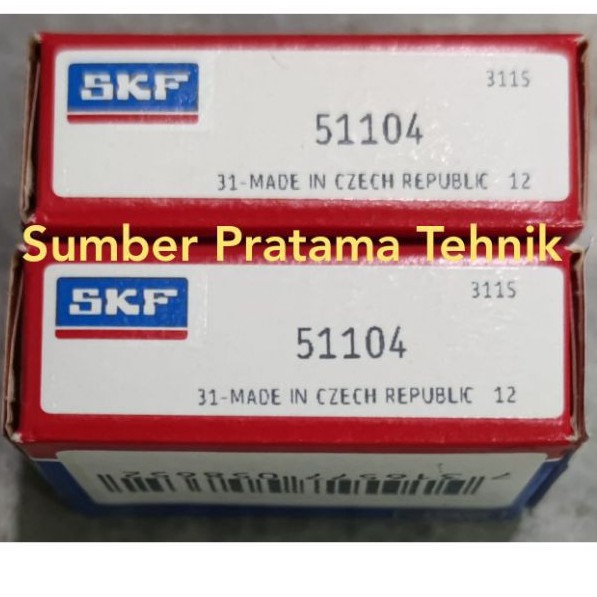 SKF
3115
51104
31-MADE IN CZECH REPUBLIC 12
Sumber Pratama Tehnik
SKF
3115
51104
31-MADE IN CZECH REPUBLIC 12